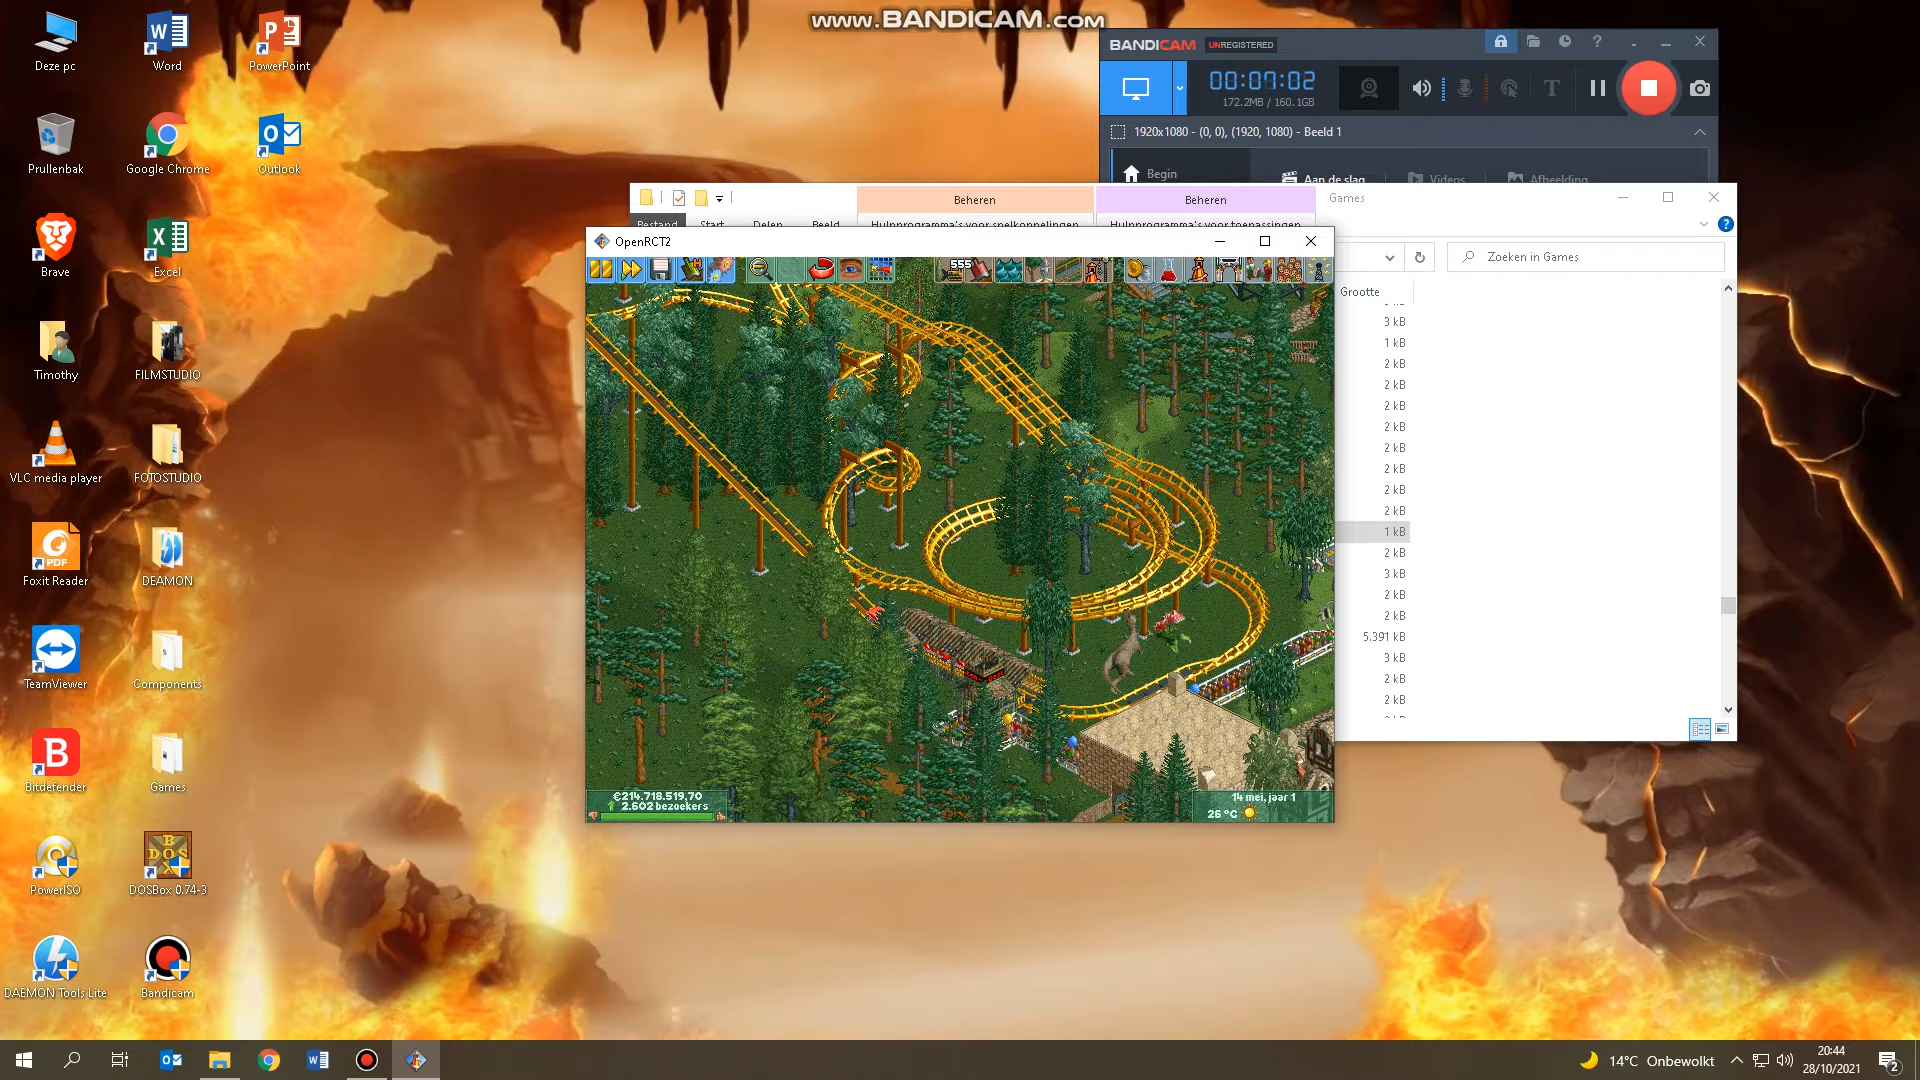 www.BANDICAM.com
Deze pc
Word
PowerPoint
Prullenbak
Google Chrome
Outlook
Brave
Excel
Timothy
FILMSTUDIO
VLC media player
FOTOSTUDIO
Foxit Reader
DEAMON
TeamViewer
Components
Bitdefender
Games
PowerISO
DOSBox 0.74-3
DAEMON Tools Lite
Bandicam
BANDICAM UNREGISTERED
00:07:02
172.2MB / 160.1GB
1920x1080 - (0, 0), (1920, 1080) - Beeld 1
Begin
Aan de slag
Videos
Afbeelding
Beheren
Beheren
Games
Bestand
Start
Delen
Beeld
Hulpprogramma's voor snelkoppelingen
Hulpprogramma's voor toepassingen
Zoeken in Games
Grootte
3 kB
1 kB
2 kB
2 kB
2 kB
2 kB
2 kB
2 kB
2 kB
2 kB
1 kB
2 kB
3 kB
2 kB
2 kB
5.391 kB
3 kB
2 kB
2 kB
OpenRCT2
555
€214.718.519,70
2.602 bezoekers
14 mei, jaar 1
26°C
14°C Onbewolkt
20:44
28/10/2021
2